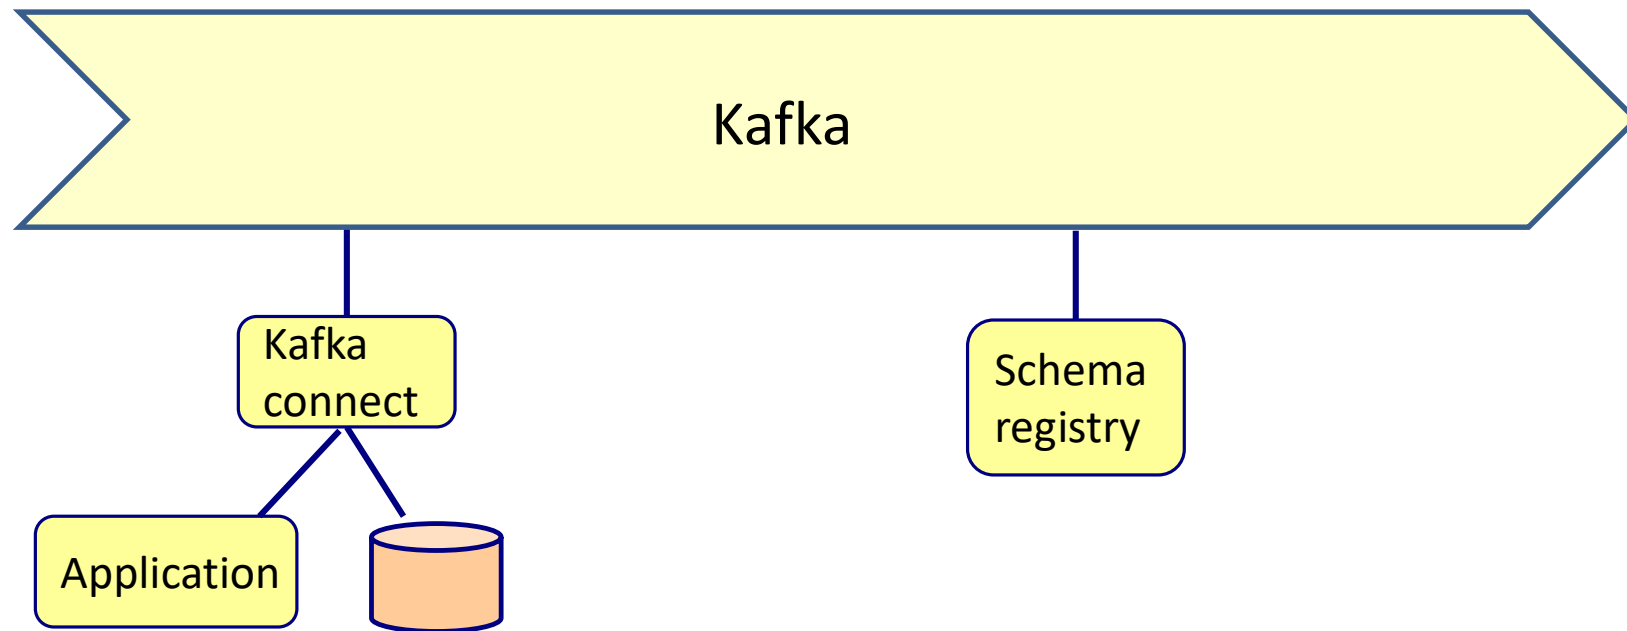 Kafka
Kafka
connect
Schema
registry
Application